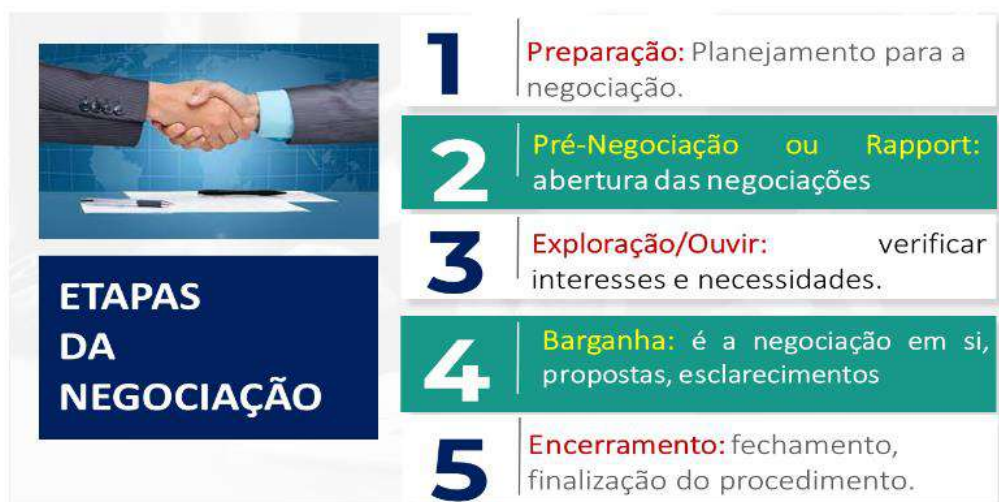 ETAPAS
DA
NEGOCIAÇÃO
1
Preparação: Planejamento para a
negociação.
2
Pré-Negociação ou Rapport:
abertura das negociações
3
Exploração/Ouvir: verificar
interesses e necessidades.
4
Barganha: é a negociação em si,
propostas, esclarecimentos
5
Encerramento: fechamento,
finalização do procedimento.